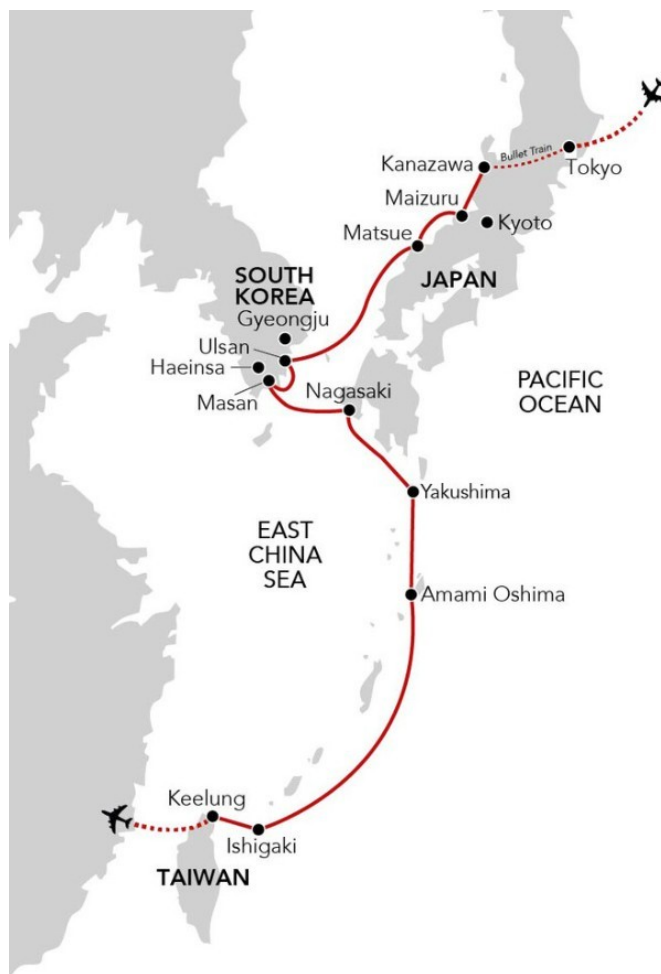 Bullet Train
Kanazawa
Tokyo
Maizuru
Kyoto
Matsue
SOUTH
KOREA
JAPAN
Gyeongju
Ulsan
Haeinsa
Masan
Nagasaki
PACIFIC
OCEAN
Yakushima
EAST
CHINA
SEA
Amami Oshima
Keelung
Ishigaki
TAIWAN